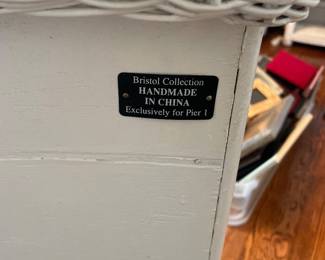 Bristol Collection
HANDMADE
IN CHINA
Exclusively for Pier 1